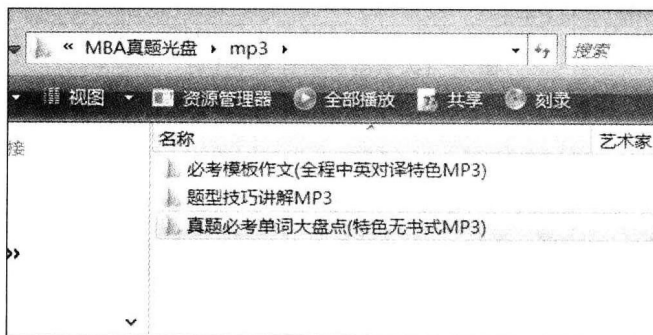 « MBA真题光盘 ▸ mp3 ▸ 搜索
视图 资源管理器 全部播放 共享 刻录
接 名称 艺术家
必考模板作文(全程中英对译特色MP3)
题型技巧讲解MP3
真题必考单词大盘点(特色无书式MP3)
»